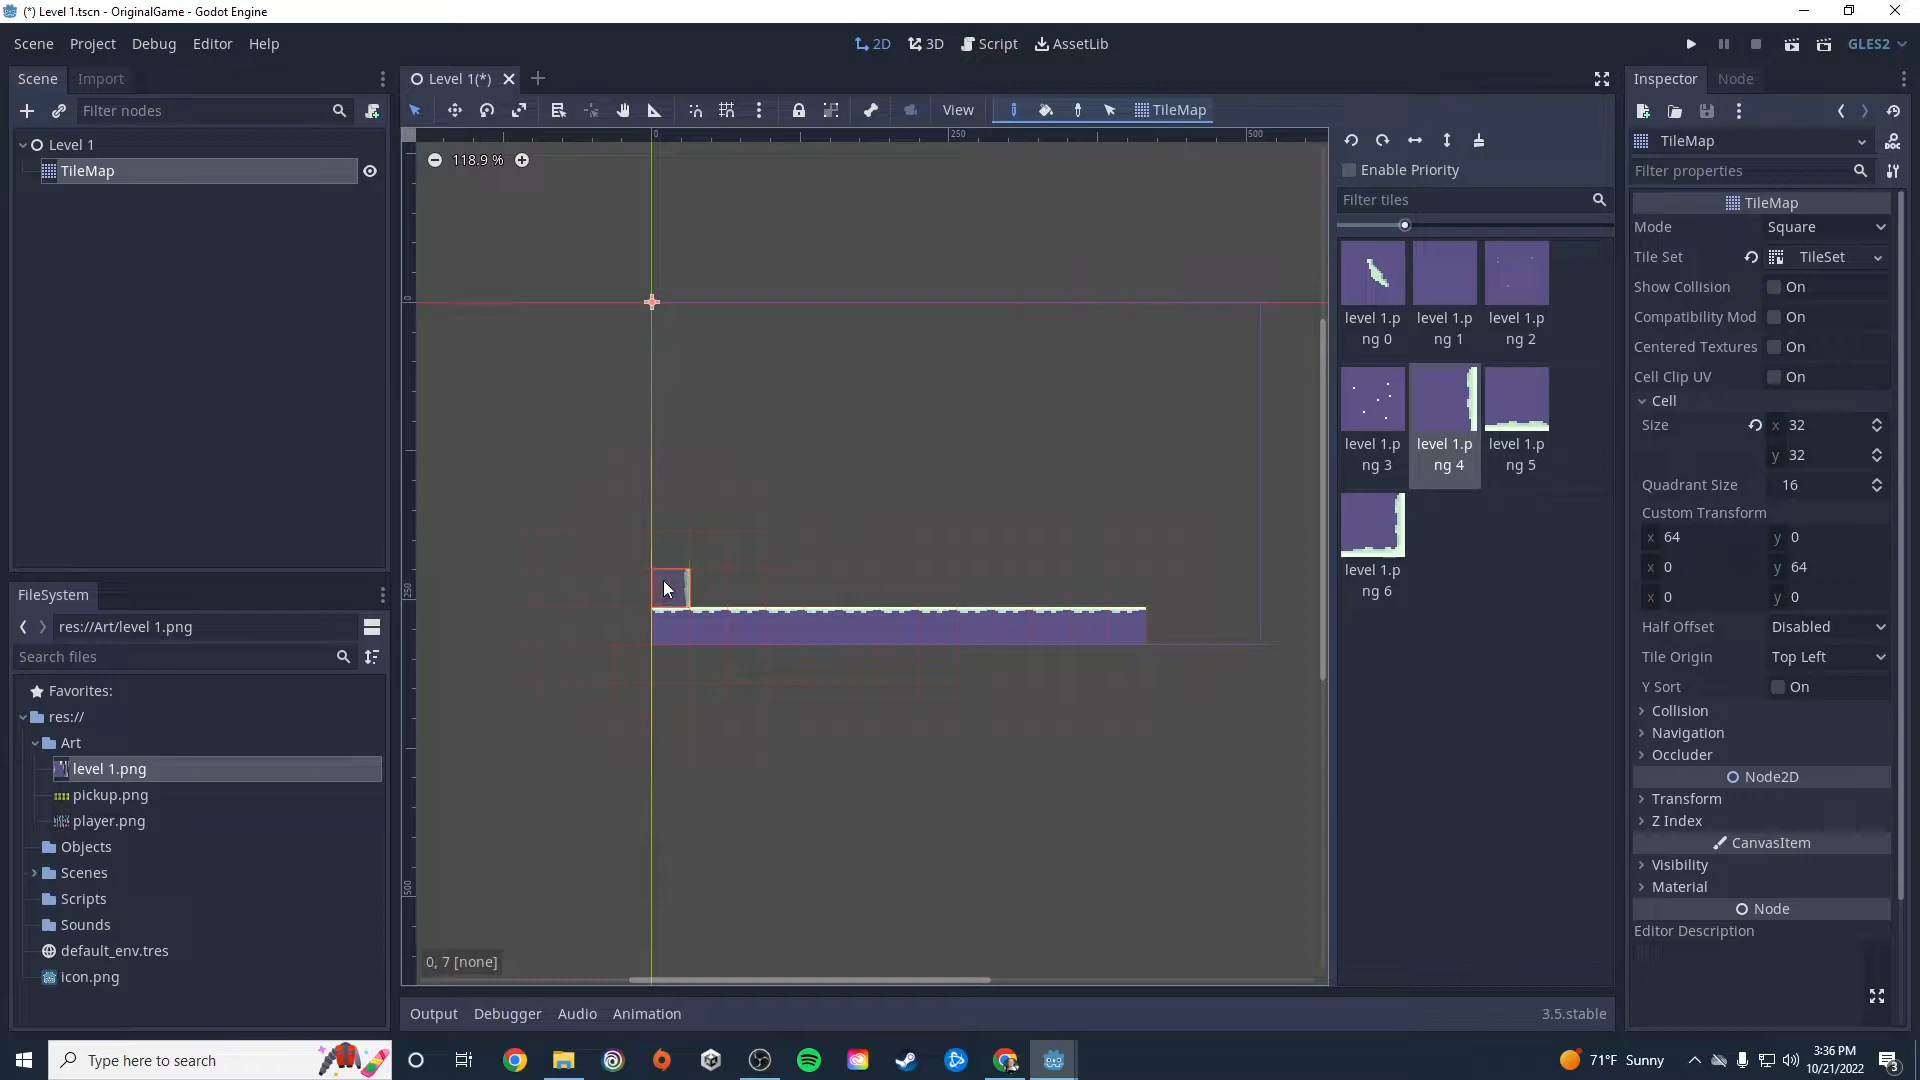 (*) Level 1.tscn - OriginalGame - Godot Engine
Scene Project Debug Editor Help
2D 3D Script AssetLib
GLES2
Scene Import
Filter nodes
Level 1
TileMap
Level 1(*)
View
TileMap
0 250 500
118.9 %
0
250
500
0, 7 [none]
Enable Priority
Filter tiles
level 1.p
ng 0
level 1.p
ng 1
level 1.p
ng 2
level 1.p
ng 3
level 1.p
ng 4
level 1.p
ng 5
level 1.p
ng 6
Inspector Node
TileMap
Filter properties
TileMap
Mode Square
Tile Set TileSet
Show Collision On
Compatibility Mod On
Centered Textures On
Cell Clip UV On
Cell
Size x 32
y 32
Quadrant Size 16
Custom Transform
x 64 y 0
x 0 y 64
x 0 y 0
Half Offset Disabled
Tile Origin Top Left
Y Sort On
Collision
Navigation
Occluder
Node2D
Transform
Z Index
CanvasItem
Visibility
Material
Node
Editor Description
FileSystem
res://Art/level 1.png
Search files
Favorites:
res://
Art
level 1.png
pickup.png
player.png
Objects
Scenes
Scripts
Sounds
default_env.tres
icon.png
Output Debugger Audio Animation
3.5.stable
Type here to search
71°F Sunny
3:36 PM
10/21/2022
3